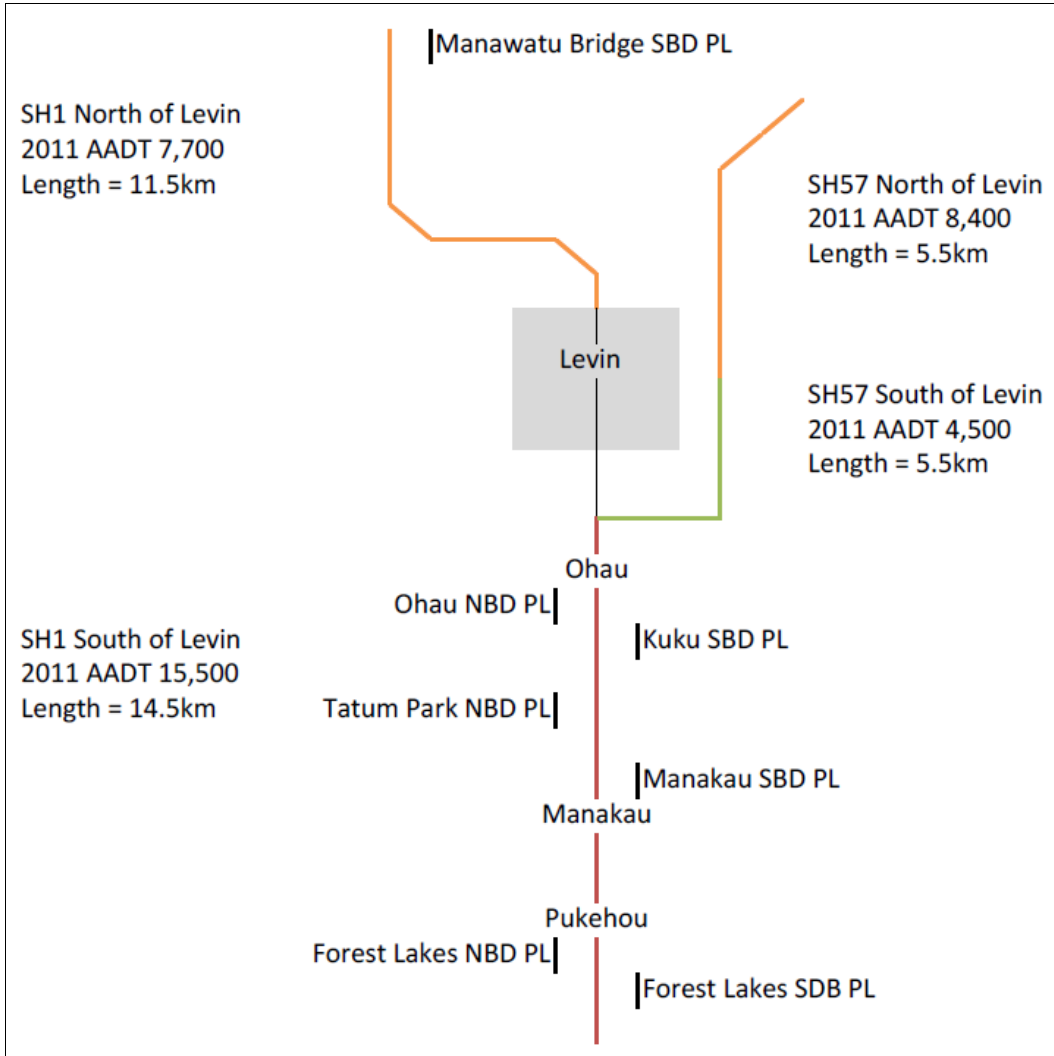 Manawatu Bridge SBD PL
SH1 North of Levin
2011 AADT 7,700
Length = 11.5km
SH57 North of Levin
2011 AADT 8,400
Length = 5.5km
Levin
SH57 South of Levin
2011 AADT 4,500
Length = 5.5km
Ohau
Ohau NBD PL
SH1 South of Levin
2011 AADT 15,500
Length = 14.5km
Kuku SBD PL
Tatum Park NBD PL
Manakau SBD PL
Manakau
Pukehou
Forest Lakes NBD PL
Forest Lakes SDB PL